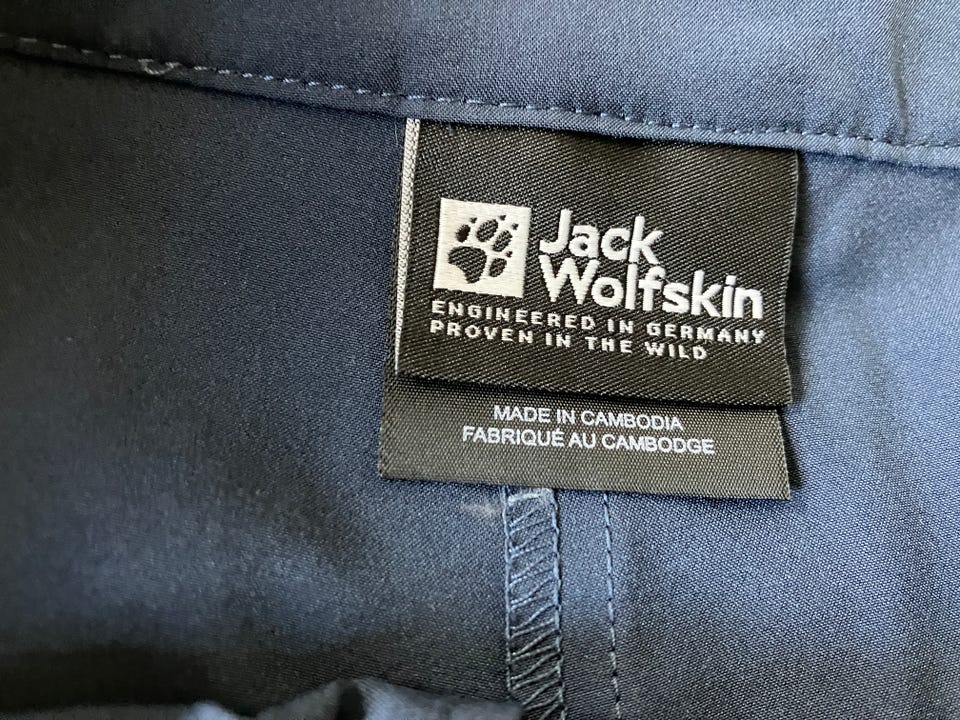 Jack
Wolfskin
ENGINEERED IN GERMANY
PROVEN IN THE WILD
MADE IN CAMBODIA
FABRIQUÉ AU CAMBODGE